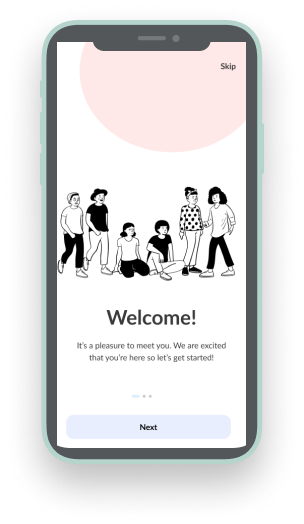 Skip
Welcome!
It's a pleasure to meet you. We are excited
that you're here so let's get started!
Next